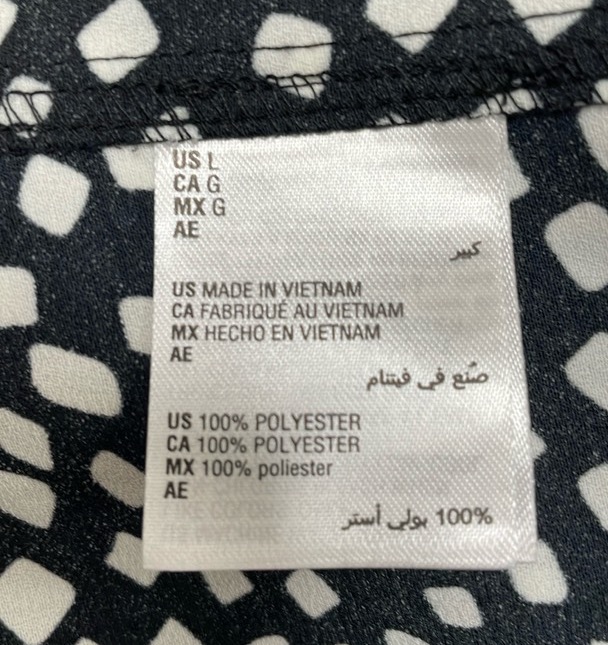 US L
CA G
MX G
AE
كبير
US MADE IN VIETNAM
CA FABRIQUÉ AU VIETNAM
MX HECHO EN VIETNAM
AE
صُنع في فيتنام
US 100% POLYESTER
CA 100% POLYESTER
MX 100% poliester
AE
100% بولي أستر